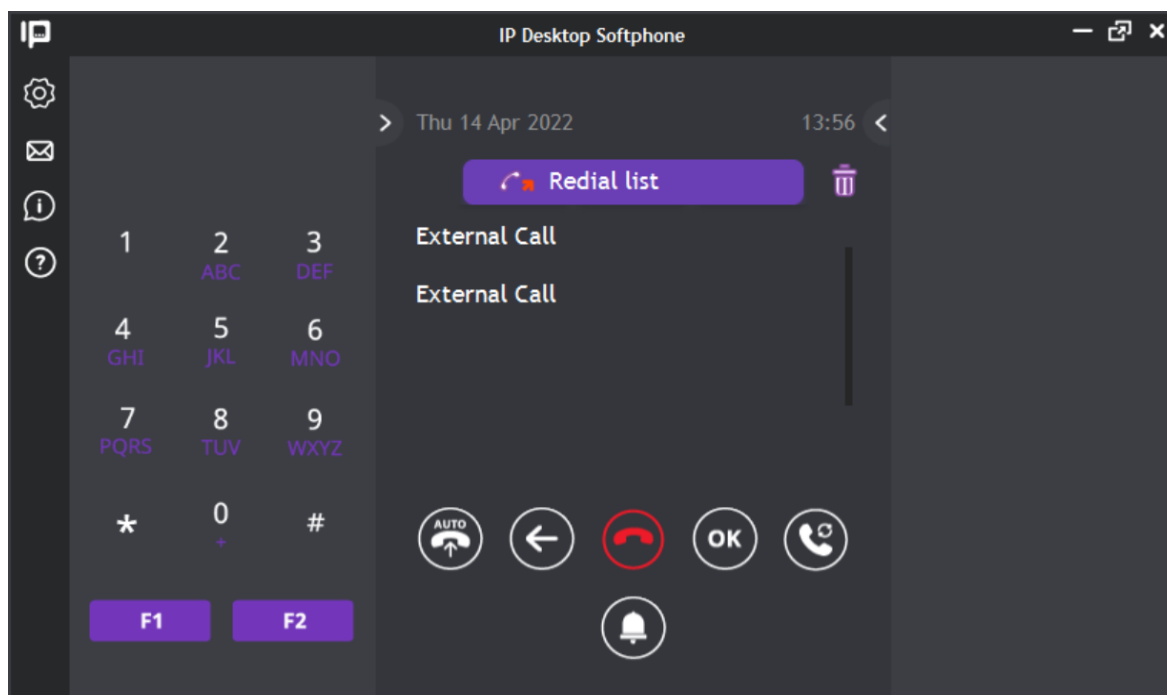 IP
IP Desktop Softphone
Thu 14 Apr 2022 13:56
Redial list
External Call
External Call
1 2 3
ABC DEF
4 5 6
GHI JKL MNO
7 8 9
PQRS TUV WXYZ
* 0 #
+
AUTO
OK
F1 F2